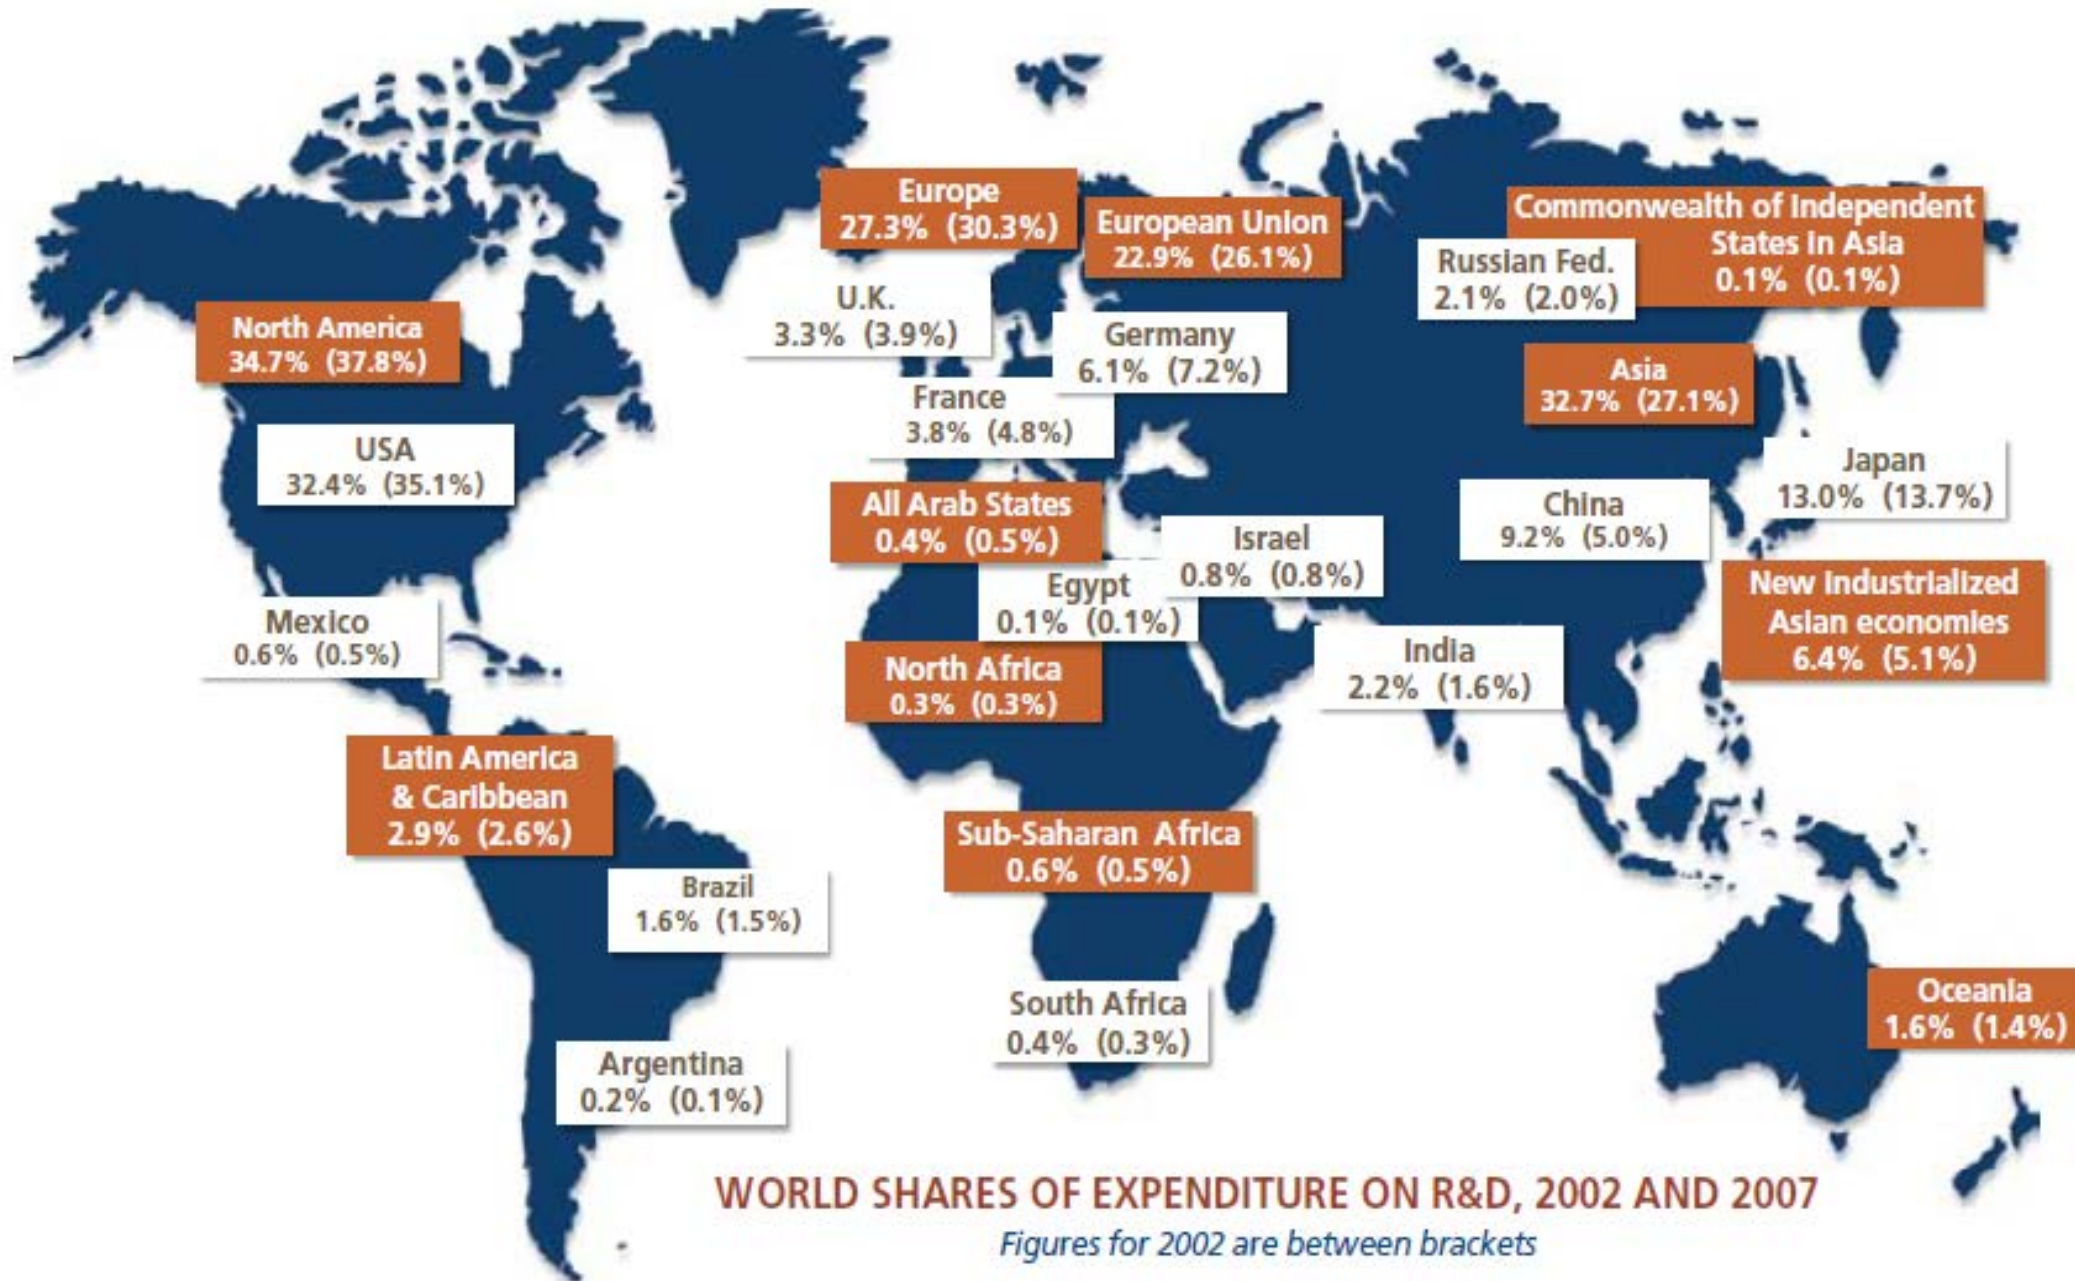 Europe
27.3% (30.3%)
European Union
22.9% (26.1%)
Commonwealth of Independent
States in Asia
0.1% (0.1%)
Russian Fed.
2.1% (2.0%)
U.K.
3.3% (3.9%)
Germany
6.1% (7.2%)
North America
34.7% (37.8%)
Asia
32.7% (27.1%)
France
3.8% (4.8%)
USA
32.4% (35.1%)
Japan
13.0% (13.7%)
All Arab States
0.4% (0.5%)
China
9.2% (5.0%)
Israel
0.8% (0.8%)
Egypt
0.1% (0.1%)
New Industrialized
Asian economies
6.4% (5.1%)
Mexico
0.6% (0.5%)
North Africa
0.3% (0.3%)
India
2.2% (1.6%)
Latin America
& Caribbean
2.9% (2.6%)
Sub-Saharan Africa
0.6% (0.5%)
Brazil
1.6% (1.5%)
South Africa
0.4% (0.3%)
Oceania
1.6% (1.4%)
Argentina
0.2% (0.1%)
WORLD SHARES OF EXPENDITURE ON R&D, 2002 AND 2007
Figures for 2002 are between brackets